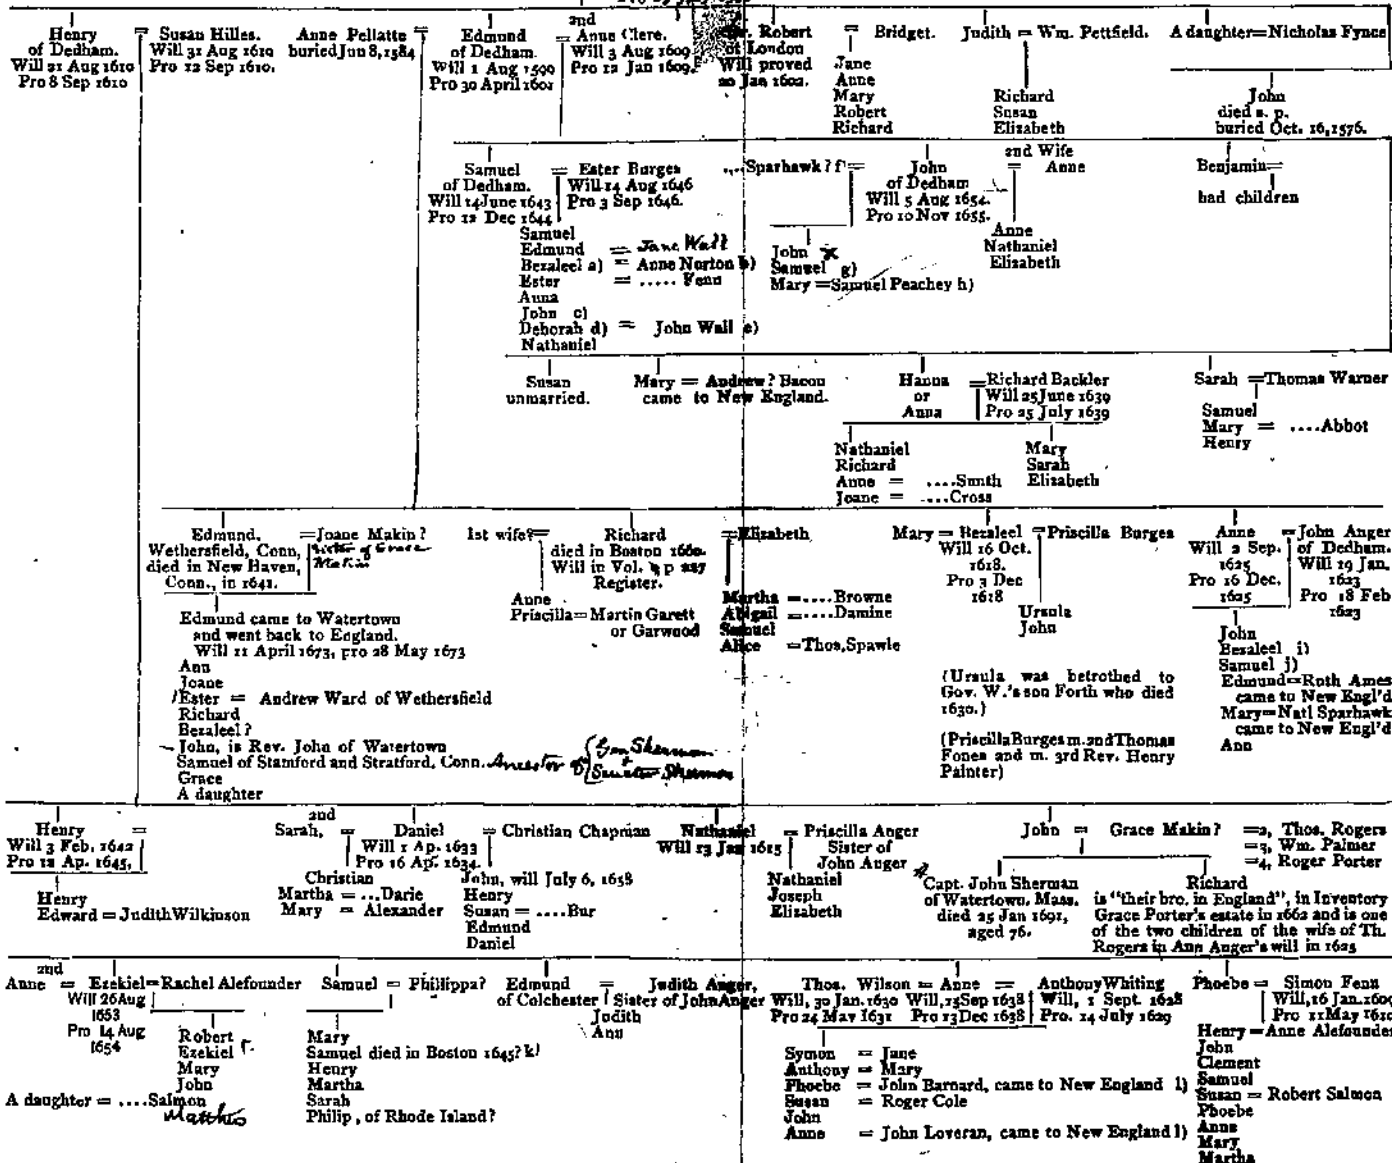 Henry
of Dedham.
Will 21 Aug 1610
Pro 8 Sep 1610
= Susan Hilles.
Will 31 Aug 1610
Pro 12 Sep 1610.
Anne Pellatte =
buried Jun 8, 1584
Edmund
of Dedham.
Will 1 Aug 1599
Pro 30 April 1601
2nd
= Anne Clere.
Will 3 Aug 1609
Pro 12 Jan 1609.
Robert
of London
Will proved
20 Jan 1602.
= Bridget.
Jane
Anne
Mary
Robert
Richard
Judith = Wm. Pettfield.
Richard
Susan
Elizabeth
A daughter=Nicholas Fynce
John
died s. p.
buried Oct. 16,1576.
Samuel
of Dedham.
Will 14 June 1643
Pro 12 Dec 1644
= Ester Burges
Will 14 Aug 1646
Pro 3 Sep 1646.
Samuel
Edmund = Jane Wall
Bezaleel a) = Anne Norton b)
Ester = ..... Fenn
Anna
John c)
Deborah d) = John Wall e)
Nathaniel
....Sparhawk? f =
John
of Dedham
Will 5 Aug 1654.
Pro 10 Nov 1655.
2nd Wife
= Anne
John x
Samuel g)
Mary =Samuel Peachey h)
Anne
Nathaniel
Elizabeth
Benjamin=
had children
Susan
unmarried.
Mary = Andrew? Bacon
came to New England.
Hanna
or
Anna
=Richard Backler
Will 25 June 1639
Pro 25 July 1639
Nathaniel
Richard
Anne = ....Smith
Joane = ....Cross
Mary
Sarah
Elizabeth
Sarah =Thomas Warner
Samuel
Mary = ....Abbot
Henry
Edmund.
Wethersfield, Conn,
died in New Haven,
Conn., in 1641.
=Joane Makin?
Sister of Grace
Makin
Edmund came to Watertown
and went back to England.
Will 11 April 1673, pro 28 May 1673
Ann
Joane
Ester = Andrew Ward of Wethersfield
Richard
Bezaleel?
John, is Rev. John of Watertown
Samuel of Stamford and Stratford, Conn. Ancestor of Gen Sherman
+
Senator Sherman
Grace
A daughter
1st wife?=
Richard
died in Boston 1660.
Will in Vol. p 227
Register.
=Elizabeth
Anne
Priscilla=Martin Garett
or Garwood
Martha =....Browne
Abigail =....Damine
Samuel
Alice =Thos,Spawle
Mary = Bezaleel = Priscilla Burges
Will 16 Oct.
1618.
Pro 3 Dec
1618
Ursula
John
(Ursula was betrothed to
Gov. W.'s son Forth who died
1630.)
(Priscilla Burges m. 2nd Thomas
Fones and m. 3rd Rev. Henry
Painter)
Anne
Will 2 Sep.
1625
Pro 16 Dec.
1625
= John Anger
of Dedham.
Will 19 Jan.
1623
Pro 18 Feb
1623
John
Bezaleel i)
Samuel j)
Edmund=Ruth Ames
came to New Engl'd
Mary=Natl Sparhawk
came to New Engl'd
Ann
Henry =
Will 3 Feb. 1642
Pro 12 Ap. 1645,
Henry
Edward = Judith Wilkinson
2nd
Sarah, = Daniel = Christian Chapman
Will 1 Ap. 1633
Pro 16 Ap. 1634.
Christian
Martha = ...Darie
Mary = Alexander
John, will July 6, 1658
Henry
Susan = ....Bur
Edmund
Daniel
Nathaniel
Will 13 Jan 1615
= Priscilla Anger
Sister of
John Anger
Nathaniel
Joseph
Elizabeth
John = Grace Makin? =2, Thos. Rogers
=3, Wm. Palmer
=4, Roger Porter
Capt. John Sherman
of Watertown, Mass.
died 25 Jan 1691,
aged 76.
Richard
is "their bro. in England", in Inventory
Grace Porter's estate in 1662 and is one
of the two children of the wife of Th.
Rogers in Ann Anger's will in 1625
2nd
Anne = Ezekiel=Rachel Alefounder
Will 26 Aug
1653
Pro 14 Aug
1654
Robert
Ezekiel
Mary
John
A daughter = ....Salmon
Matthew
Samuel = Phillippa?
Mary
Samuel died in Boston 1645? k)
Henry
Martha
Sarah
Philip, of Rhode Island?
Edmund
of Colchester
= Judith Anger,
Sister of John Anger
Judith
Ann
Thos. Wilson = Anne = Anthony Whiting
Will, 30 Jan. 1630 Will, 15 Sep 1638 Will, 1 Sept. 1628
Pro 24 May 1631 Pro 13 Dec 1638 Pro. 14 July 1629
Symon = Jane
Anthony = Mary
Phoebe = John Barnard, came to New England l)
Susan = Roger Cole
John
Anne = John Loveran, came to New England l)
Phoebe = Simon Fenn
Will, 16 Jan. 1609
Pro 11 May 1610
Henry =Anne Alefounder
John
Clement
Samuel
Susan = Robert Salmon
Phoebe
Anne
Mary
Martha